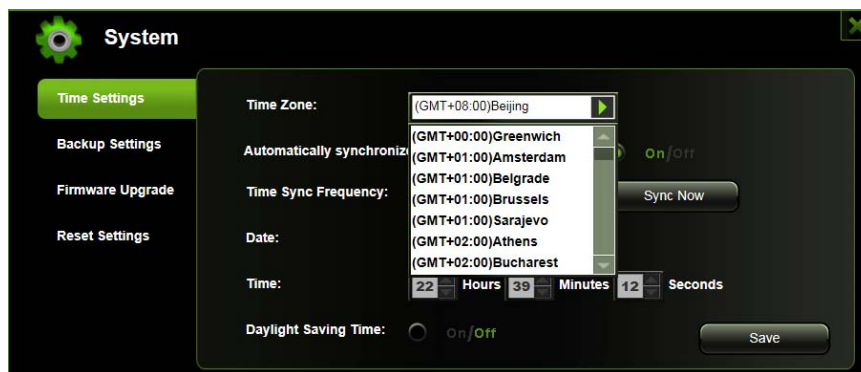 System
Time Settings
Backup Settings
Firmware Upgrade
Reset Settings
Time Zone:
(GMT+08:00)Beijing
(GMT+00:00)Greenwich
(GMT+01:00)Amsterdam
(GMT+01:00)Belgrade
(GMT+01:00)Brussels
(GMT+01:00)Sarajevo
(GMT+02:00)Athens
(GMT+02:00)Bucharest
Automatically synchroniz
On/Off
Time Sync Frequency:
Sync Now
Date:
Time:
22 Hours 39 Minutes 12 Seconds
Daylight Saving Time:
On/Off
Save